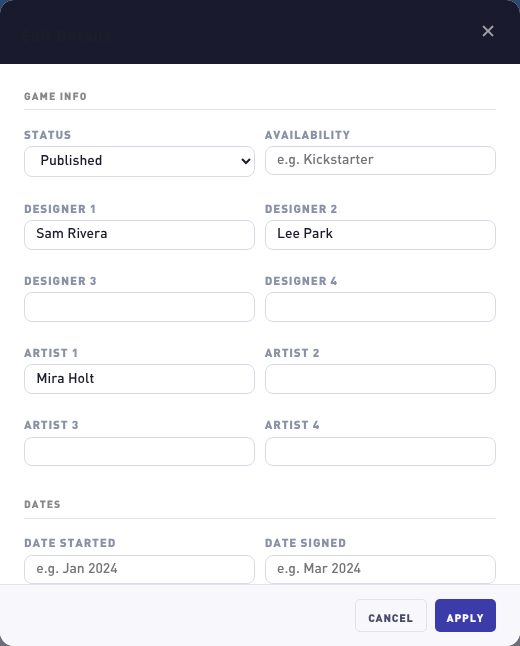 Edit Details
×
GAME INFO
STATUS AVAILABILITY
Published e.g. Kickstarter
DESIGNER 1 DESIGNER 2
Sam Rivera Lee Park
DESIGNER 3 DESIGNER 4
ARTIST 1 ARTIST 2
Mira Holt
ARTIST 3 ARTIST 4
DATES
DATE STARTED DATE SIGNED
e.g. Jan 2024 e.g. Mar 2024
CANCEL APPLY